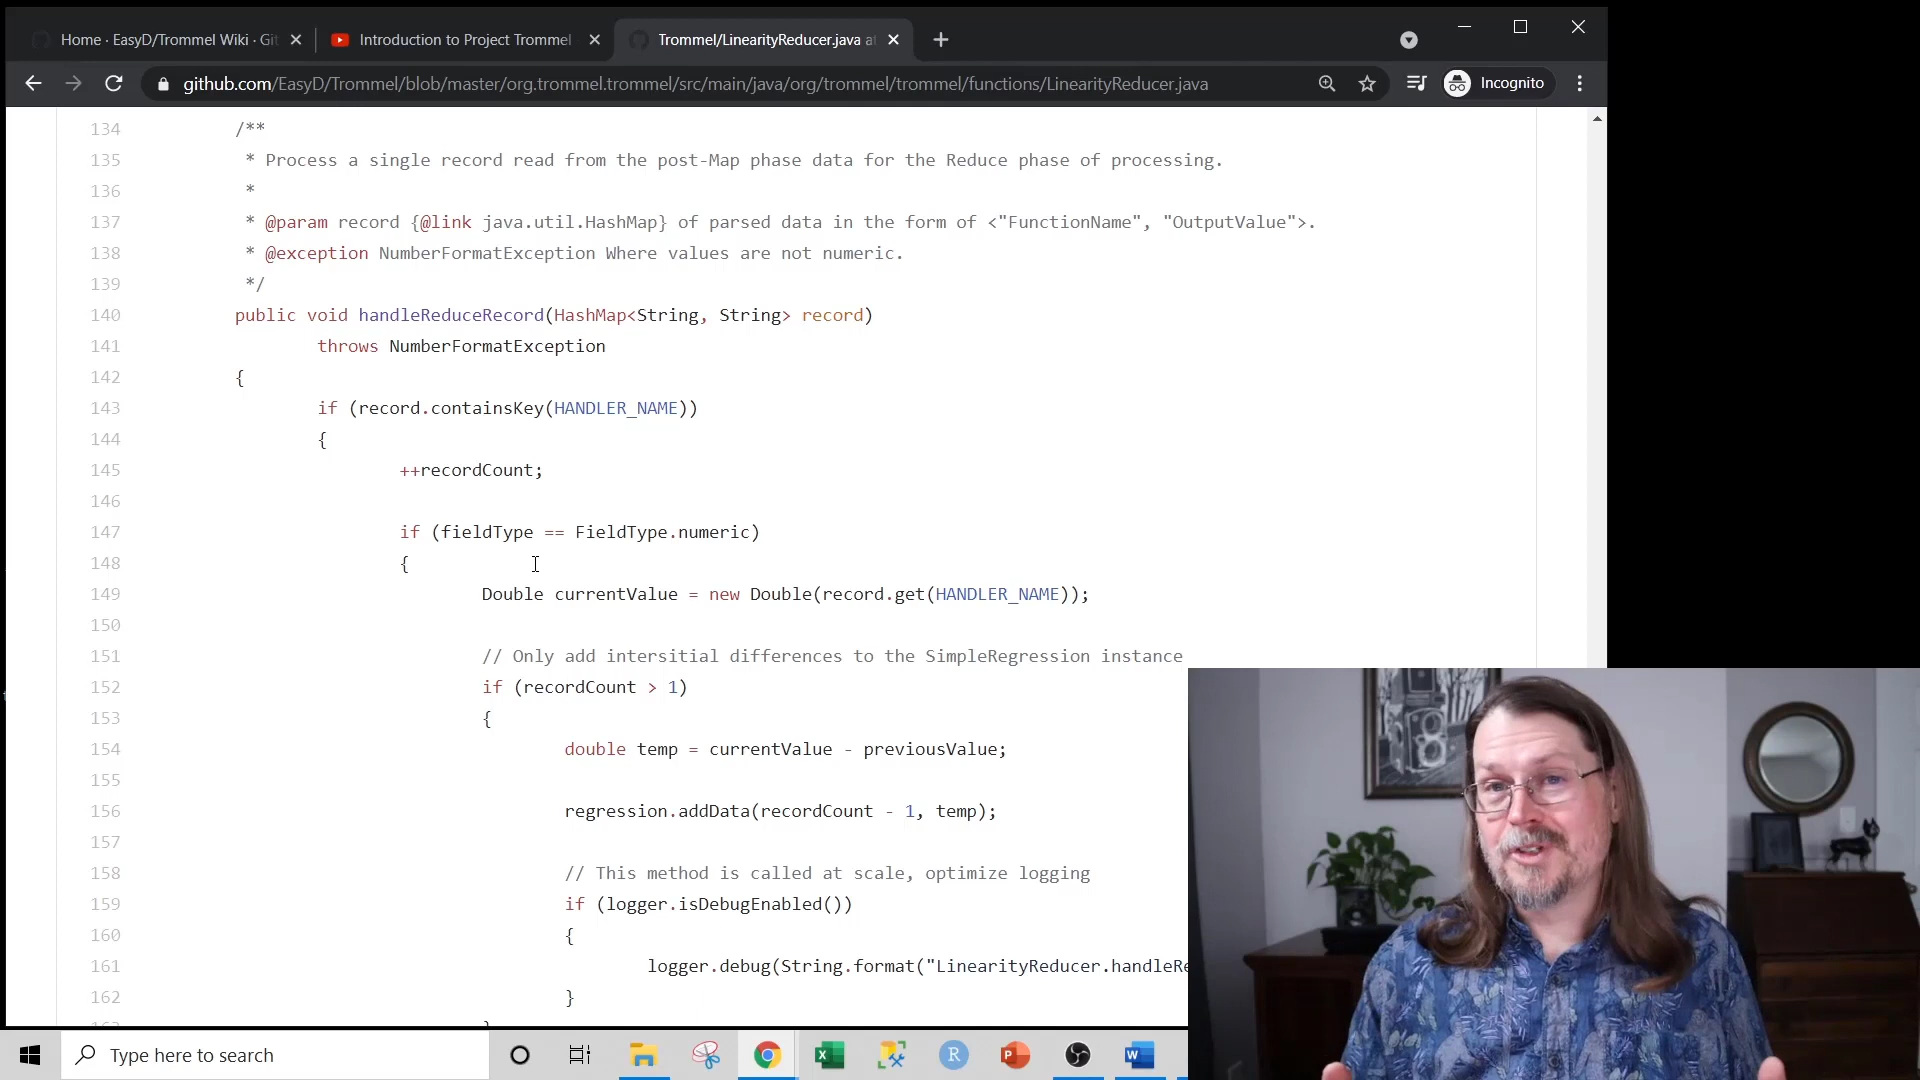 Home · EasyD/Trommel Wiki · Git
Introduction to Project Trommel
Trommel/LinearityReducer.java at
github.com/EasyD/Trommel/blob/master/org.trommel.trommel/src/main/java/org/trommel/trommel/functions/LinearityReducer.java
Incognito
134 /**
135 * Process a single record read from the post-Map phase data for the Reduce phase of processing.
136 *
137 * @param record {@link java.util.HashMap} of parsed data in the form of <"FunctionName", "OutputValue">.
138 * @exception NumberFormatException Where values are not numeric.
139 */
140 public void handleReduceRecord(HashMap<String, String> record)
141 throws NumberFormatException
142 {
143 if (record.containsKey(HANDLER_NAME))
144 {
145 ++recordCount;
146
147 if (fieldType == FieldType.numeric)
148 {
149 Double currentValue = new Double(record.get(HANDLER_NAME));
150
151 // Only add intersitial differences to the SimpleRegression instance
152 if (recordCount > 1)
153 {
154 double temp = currentValue - previousValue;
155
156 regression.addData(recordCount - 1, temp);
157
158 // This method is called at scale, optimize logging
159 if (logger.isDebugEnabled())
160 {
161 logger.debug(String.format("LinearityReducer.handleRe
162 }
Type here to search